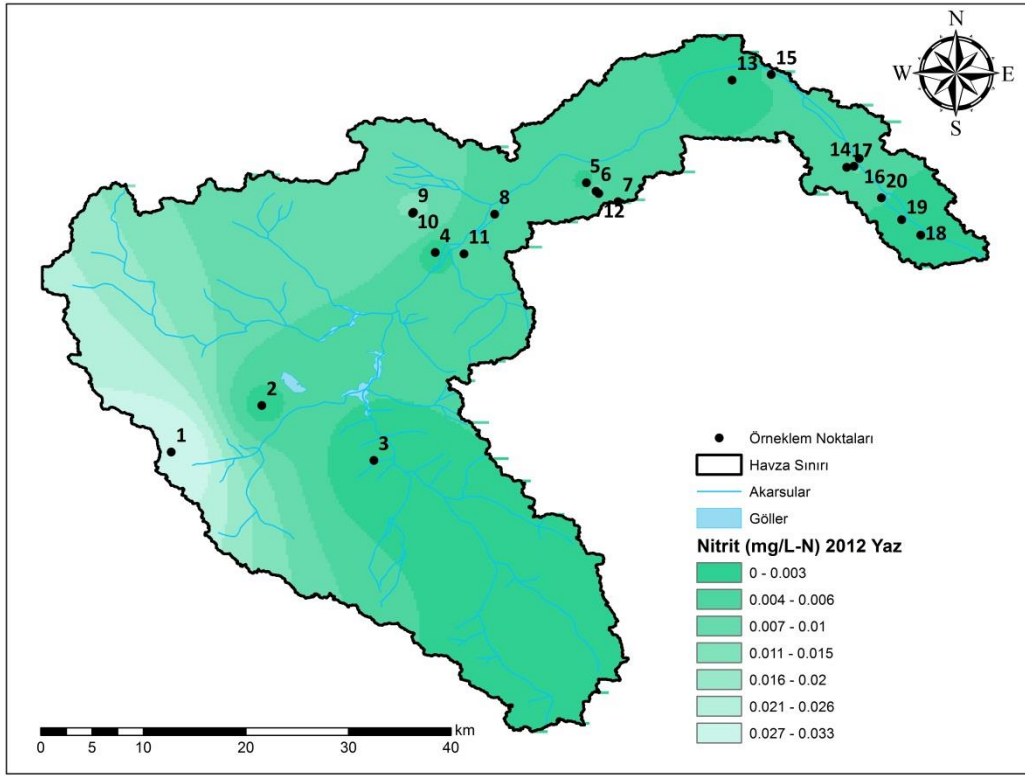 N
W E
S
13
15
14
17
16
20
19
18
5
6
7
12
9
10
8
4
11
2
1
3
Örneklem Noktaları
Havza Sınırı
Akarsular
Göller
Nitrit (mg/L-N) 2012 Yaz
0 - 0.003
0.004 - 0.006
0.007 - 0.01
0.011 - 0.015
0.016 - 0.02
0.021 - 0.026
0.027 - 0.033
km
0 5 10 20 30 40